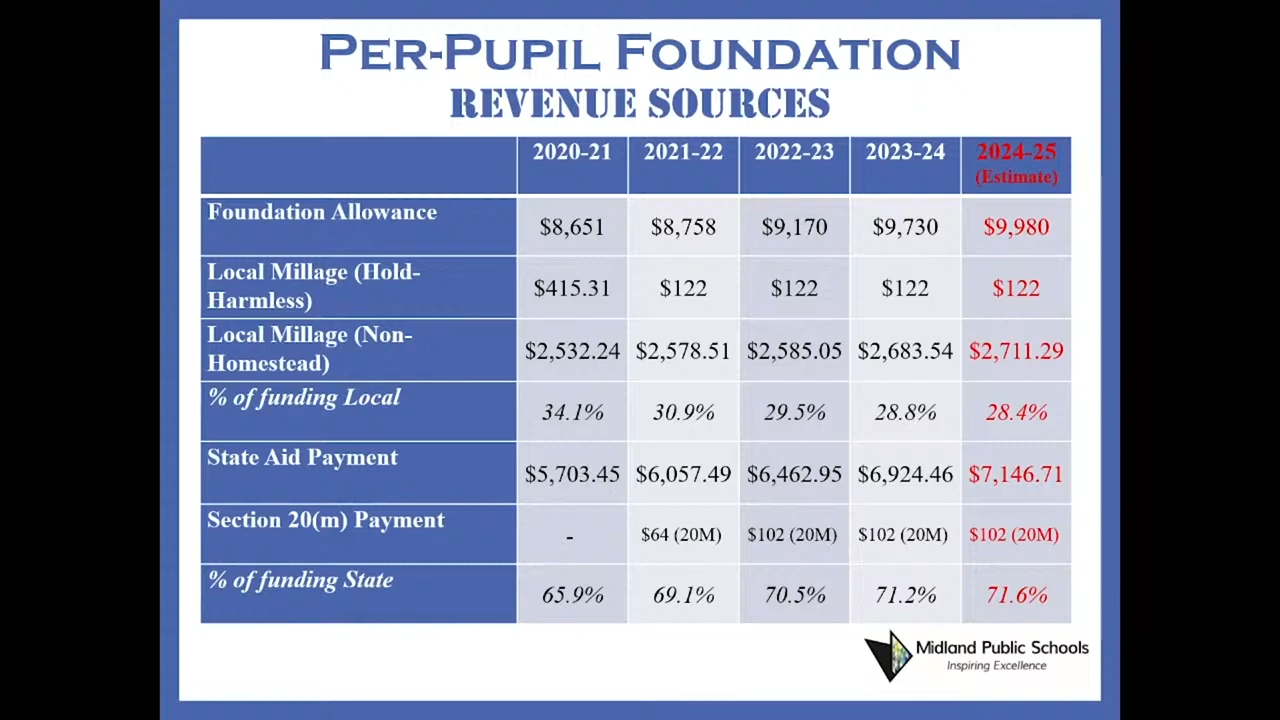 PER-PUPIL FOUNDATION
REVENUE SOURCES
2020-21 2021-22 2022-23 2023-24 2024-25
(Estimate)
Foundation Allowance $8,651 $8,758 $9,170 $9,730 $9,980
Local Millage (Hold-
Harmless) $415.31 $122 $122 $122 $122
Local Millage (Non-
Homestead) $2,532.24 $2,578.51 $2,585.05 $2,683.54 $2,711.29
% of funding Local 34.1% 30.9% 29.5% 28.8% 28.4%
State Aid Payment $5,703.45 $6,057.49 $6,462.95 $6,924.46 $7,146.71
Section 20(m) Payment - $64 (20M) $102 (20M) $102 (20M) $102 (20M)
% of funding State 65.9% 69.1% 70.5% 71.2% 71.6%
Midland Public Schools
Inspiring Excellence